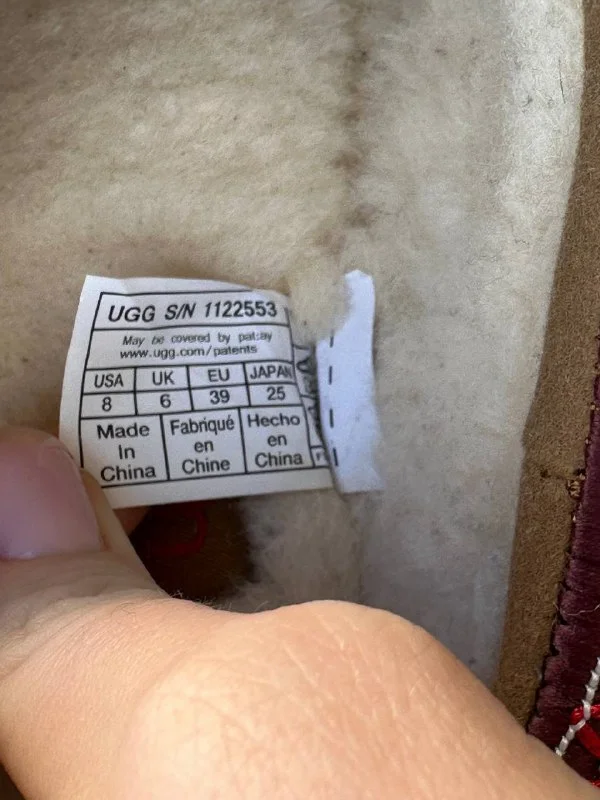 UGG S/N 1122553
May be covered by pat:ay
www.ugg.com/patents
USA UK EU JAPAN
8 6 39 25
Made Fabriqué Hecho
In en en
China Chine China